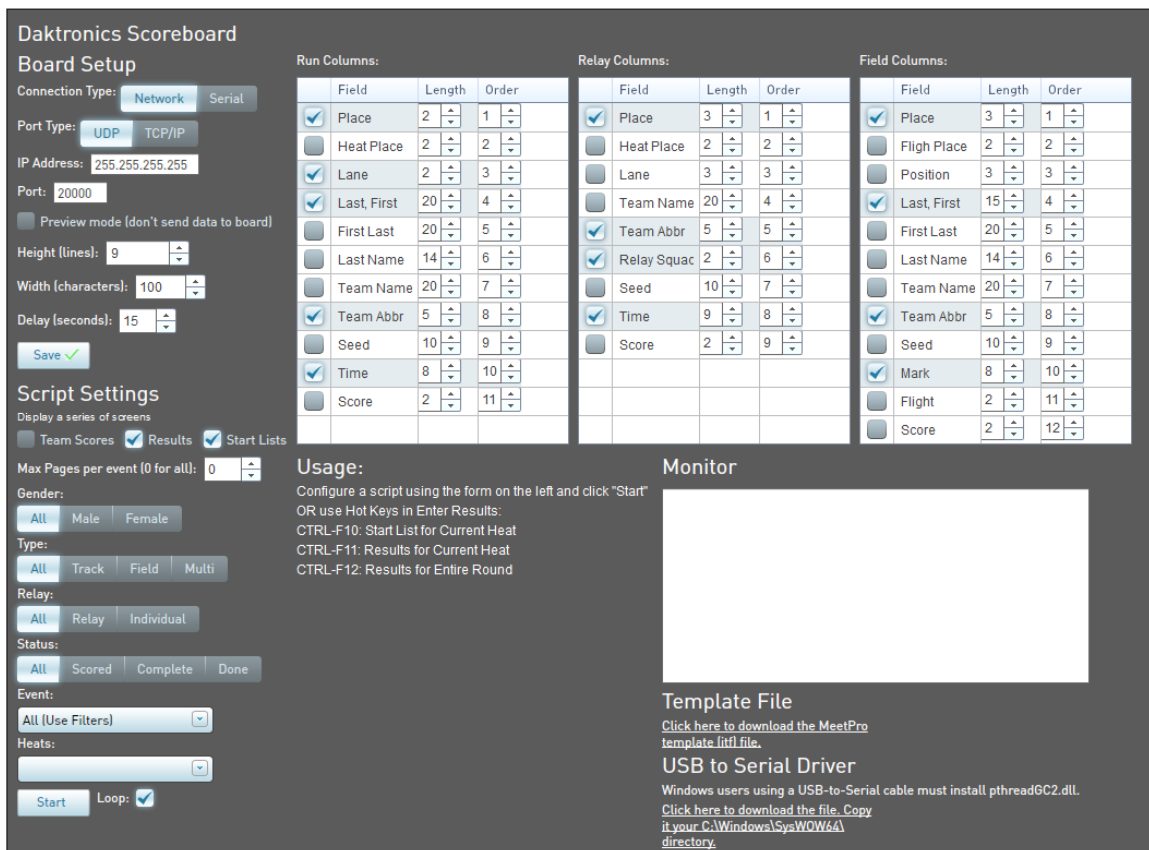 Daktronics Scoreboard
Board Setup
Connection Type: Network Serial
Port Type: UDP TCP/IP
IP Address: 255.255.255.255
Port: 20000
Preview mode (don't send data to board)
Height (lines): 9
Width (characters): 100
Delay (seconds): 15
Save
Script Settings
Display a series of screens
Team Scores Results Start Lists
Max Pages per event (0 for all): 0
Gender:
All Male Female
Type:
All Track Field Multi
Relay:
All Relay Individual
Status:
All Scored Complete Done
Event:
All (Use Filters)
Heats:
Start Loop:
Run Columns:
Field Length Order
Place 2 1
Heat Place 2 2
Lane 2 3
Last, First 20 4
First Last 20 5
Last Name 14 6
Team Name 20 7
Team Abbr 5 8
Seed 10 9
Time 8 10
Score 2 11
Relay Columns:
Field Length Order
Place 3 1
Heat Place 2 2
Lane 3 3
Team Name 20 4
Team Abbr 5 5
Relay Squad 2 6
Seed 10 7
Time 9 8
Score 2 9
Field Columns:
Field Length Order
Place 3 1
Fligh Place 2 2
Position 3 3
Last, First 15 4
First Last 20 5
Last Name 14 6
Team Name 20 7
Team Abbr 5 8
Seed 10 9
Mark 8 10
Flight 2 11
Score 2 12
Usage:
Configure a script using the form on the left and click "Start"
OR use Hot Keys in Enter Results:
CTRL-F10: Start List for Current Heat
CTRL-F11: Results for Current Heat
CTRL-F12: Results for Entire Round
Monitor
Template File
Click here to download the MeetPro
template (itf) file.
USB to Serial Driver
Windows users using a USB-to-Serial cable must install pthreadGC2.dll.
Click here to download the file. Copy
it your C:\Windows\SysWOW64\
directory.